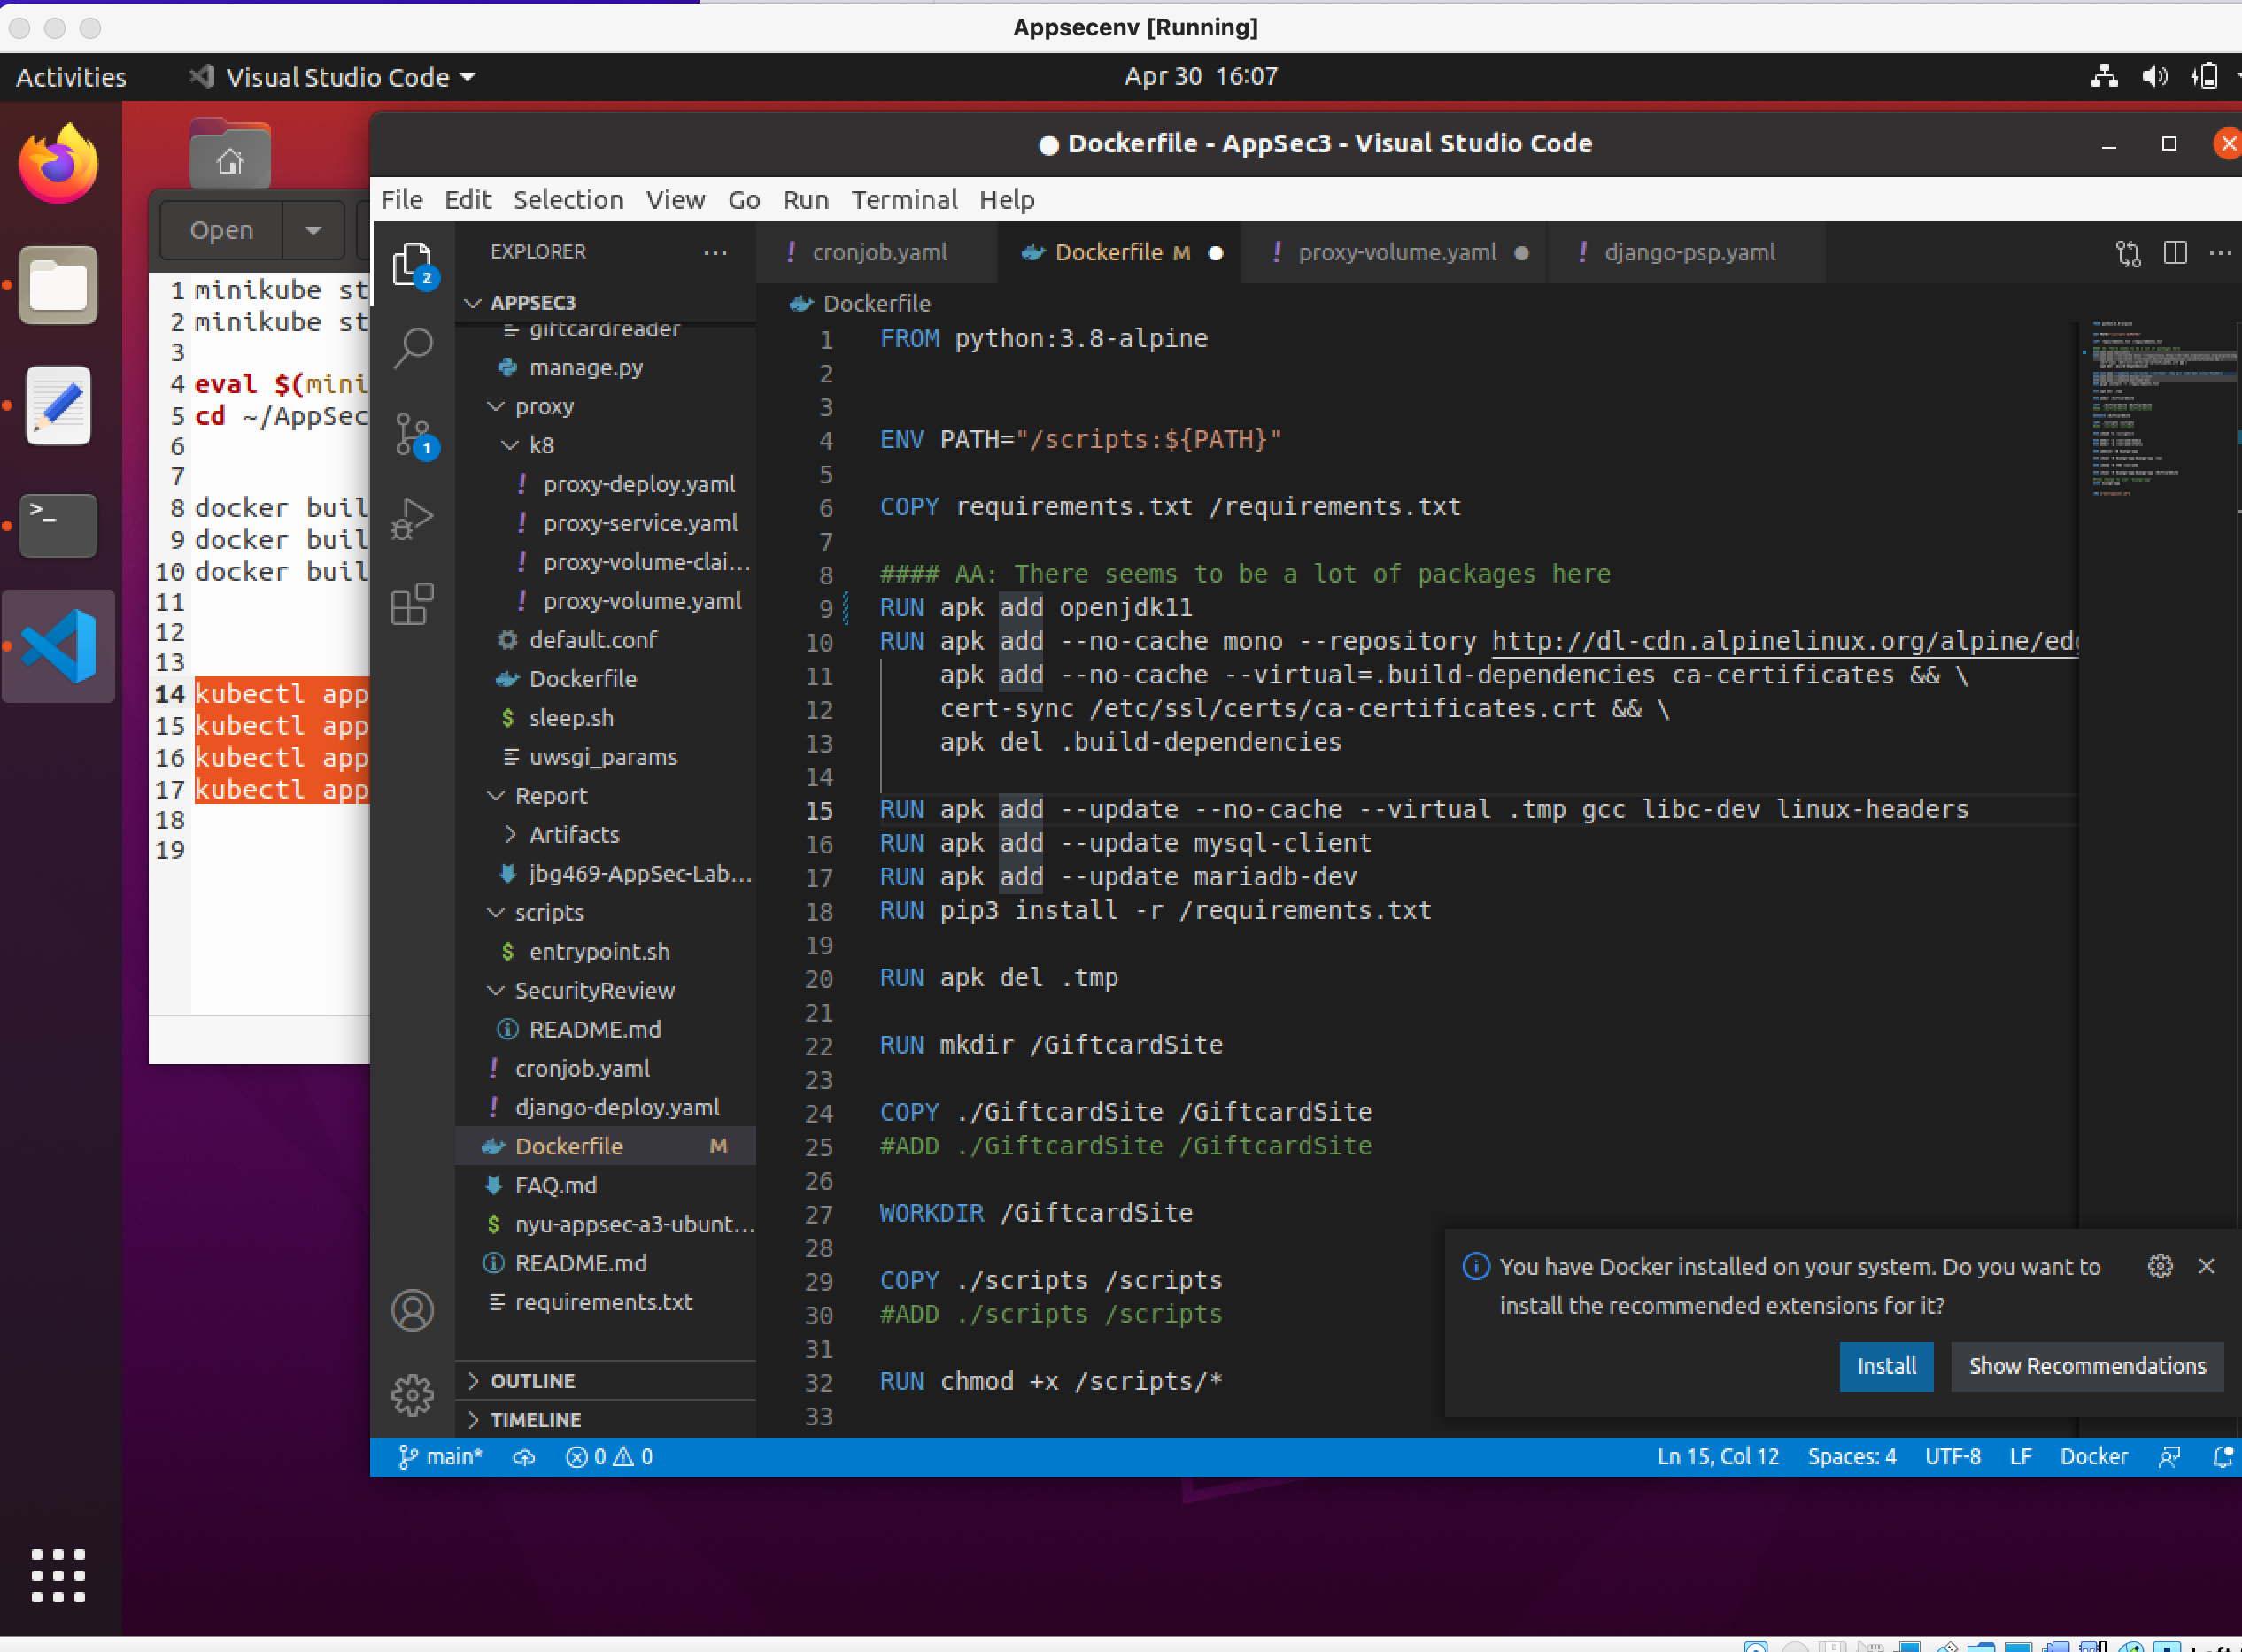 Appsecenv [Running]
Activities
Visual Studio Code
Apr 30 16:07
Open
1 minikube st
2 minikube st
3
4 eval $(mini
5 cd ~/AppSec
6
7
8 docker buil
9 docker buil
10 docker buil
11
12
13
14 kubectl app
15 kubectl app
16 kubectl app
17 kubectl app
18
19
● Dockerfile - AppSec3 - Visual Studio Code
File Edit Selection View Go Run Terminal Help
2
1
EXPLORER
APPSEC3
giftcardreader
manage.py
proxy
k8
! proxy-deploy.yaml
! proxy-service.yaml
! proxy-volume-clai...
! proxy-volume.yaml
default.conf
Dockerfile
$ sleep.sh
uwsgi_params
Report
Artifacts
jbg469-AppSec-Lab...
scripts
$ entrypoint.sh
SecurityReview
README.md
! cronjob.yaml
! django-deploy.yaml
Dockerfile M
FAQ.md
$ nyu-appsec-a3-ubunt...
README.md
requirements.txt
OUTLINE
TIMELINE
! cronjob.yaml
Dockerfile M
! proxy-volume.yaml
! django-psp.yaml
Dockerfile
1 FROM python:3.8-alpine
2
3
4 ENV PATH="/scripts:${PATH}"
5
6 COPY requirements.txt /requirements.txt
7
8 #### AA: There seems to be a lot of packages here
9 RUN apk add openjdk11
10 RUN apk add --no-cache mono --repository http://dl-cdn.alpinelinux.org/alpine/edg
11 apk add --no-cache --virtual=.build-dependencies ca-certificates && \
12 cert-sync /etc/ssl/certs/ca-certificates.crt && \
13 apk del .build-dependencies
14
15 RUN apk add --update --no-cache --virtual .tmp gcc libc-dev linux-headers
16 RUN apk add --update mysql-client
17 RUN apk add --update mariadb-dev
18 RUN pip3 install -r /requirements.txt
19
20 RUN apk del .tmp
21
22 RUN mkdir /GiftcardSite
23
24 COPY ./GiftcardSite /GiftcardSite
25 #ADD ./GiftcardSite /GiftcardSite
26
27 WORKDIR /GiftcardSite
28
29 COPY ./scripts /scripts
30 #ADD ./scripts /scripts
31
32 RUN chmod +x /scripts/*
33
You have Docker installed on your system. Do you want to
install the recommended extensions for it?
Install
Show Recommendations
main* 0 0
Ln 15, Col 12 Spaces: 4 UTF-8 LF Docker